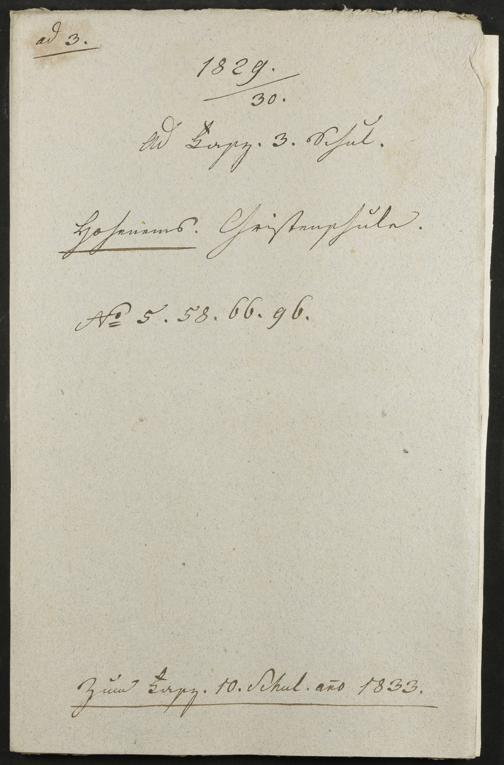 ad 3.
1829.
30.
ad Fasz. 3. Schul.
Hohenems. Christenschule.
No 5. 58. 66. 96.
Zum Fasz. 10. Schul. ano 1833.